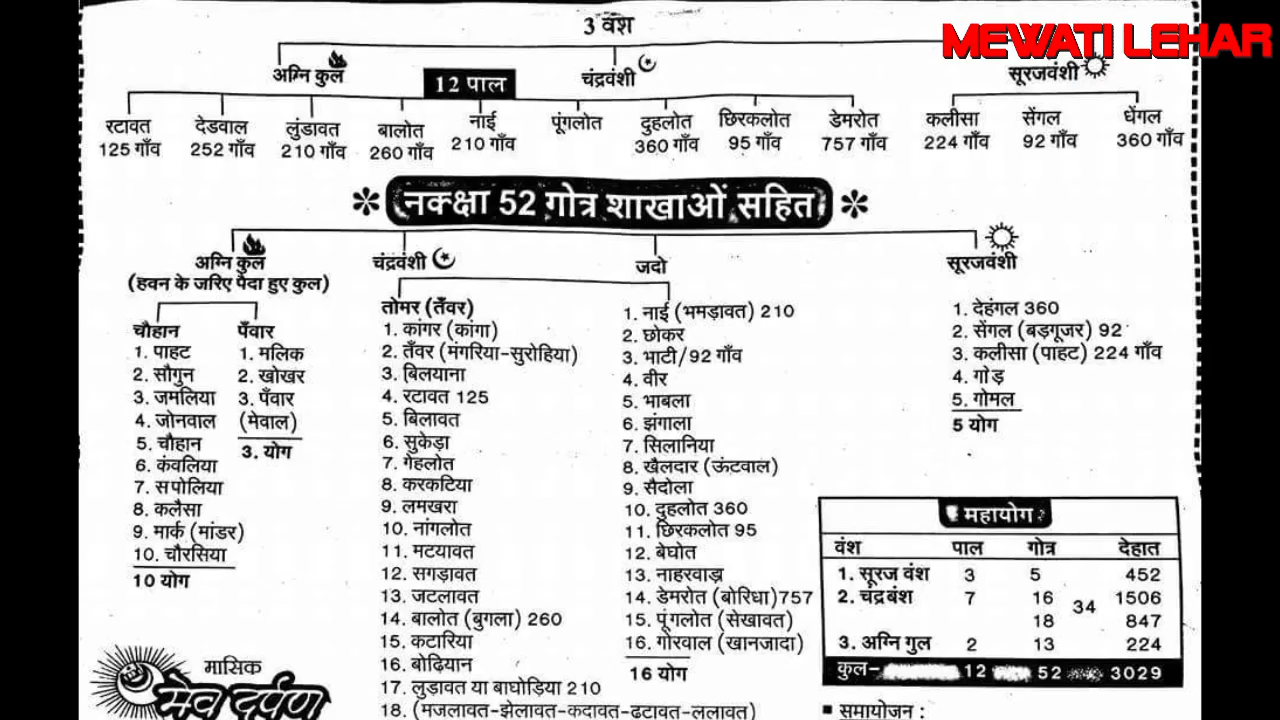 MEWATI LEHAR
3 वंश
अग्नि कुल
12 पाल
चंद्रवंशी
सूरजवंशी
रटावत
125 गाँव
देडवाल
252 गाँव
लुंडावत
210 गाँव
बालोत
260 गाँव
नाई
210 गाँव
पूंगलोत
दुहलोत
360 गाँव
छिरकलोत
95 गाँव
डेमरोत
757 गाँव
कलीसा
224 गाँव
सेंगल
92 गाँव
धेंगल
360 गाँव
नक्क्षा 52 गोत्र शाखाओं सहित
अग्नि कुल
(हवन के जरिए पैदा हुए कुल)
चौहान
1. पाहट
2. सौगुन
3. जमलिया
4. जोनवाल
5. चौहान
6. कंवलिया
7. सपोलिया
8. कलैसा
9. मार्क (मांडर)
10. चौरसिया
10 योग
पँवार
1. मलिक
2. खोखर
3. पँवार
(मेवाल)
3. योग
चंद्रवंशी
तोमर (तँवर)
1. कांगर (कांगा)
2. तँवर (मंगरिया-सुरोहिया)
3. बिलयाना
4. रटावत 125
5. बिलावत
6. सुकेड़ा
7. गेहलोत
8. करकटिया
9. लमखरा
10. नांगलोत
11. मटयावत
12. सगड़ावत
13. जटलावत
14. बालोत (बुगला) 260
15. कटारिया
16. बोढ़ियान
17. लुड़ावत या बाघोड़िया 210
18. (मजलावत-झेलावत-कदावत-ढटावत-ललावत)
जदो
1. नाई (भमड़ावत) 210
2. छोकर
3. भाटी/92 गाँव
4. वीर
5. भाबला
6. झंगाला
7. सिलानिया
8. खैलदार (ऊंटवाल)
9. सैदोला
10. दुहलोत 360
11. छिरकलोत 95
12. बेघोत
13. नाहरवाड़
14. डेमरोत (बोरिधा)757
15. पूंगलोत (सेखावत)
16. गोरवाल (खानजादा)
16 योग
सूरजवंशी
1. देहंगल 360
2. सेंगल (बड़गूजर) 92
3. कलीसा (पाहट) 224 गाँव
4. गोड़
5. गोमल
5 योग
महायोग
वंश पाल गोत्र देहात
1. सूरज वंश 3 5 452
2. चंद्रबंश 7 16 34 1506
18 847
3. अग्नि गुल 2 13 224
कुल- 12 52 3029
■ समायोजन :
मासिक
मेव दर्पण